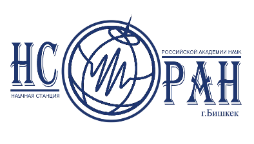 НС РАН
НАУЧНАЯ СТАНЦИЯ
РОССИЙСКОЙ АКАДЕМИИ НАУК
г.Бишкек